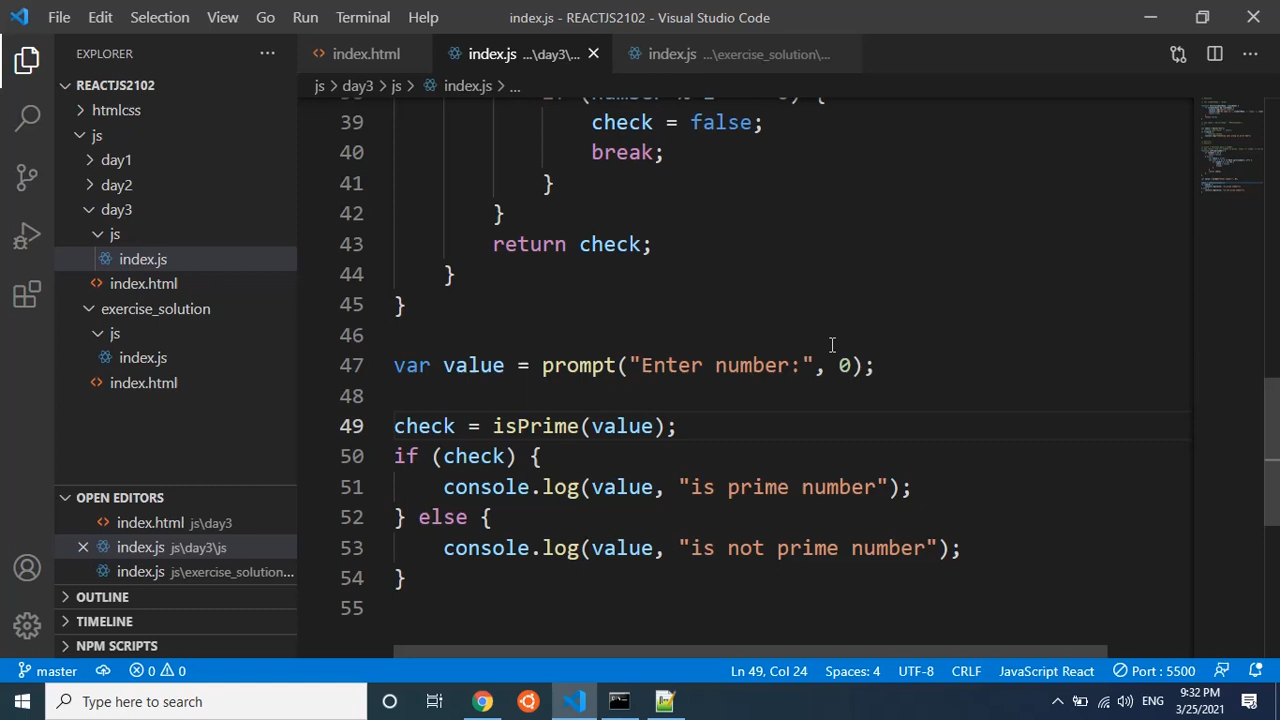 File Edit Selection View Go Run Terminal Help index.js - REACTJS2102 - Visual Studio Code
EXPLORER
REACTJS2102
htmlcss
js
day1
day2
day3
js
index.js
index.html
exercise_solution
js
index.js
index.html
OPEN EDITORS
index.html js\day3
index.js js\day3\js
index.js js\exercise_solution...
OUTLINE
TIMELINE
NPM SCRIPTS
index.html index.js ...\day3\... index.js ...\exercise_solution\...
js > day3 > js > index.js > ...
39 check = false;
40 break;
41 }
42 }
43 return check;
44 }
45 }
46
47 var value = prompt("Enter number:", 0);
48
49 check = isPrime(value);
50 if (check) {
51 console.log(value, "is prime number");
52 } else {
53 console.log(value, "is not prime number");
54 }
55
master 0 0 Ln 49, Col 24 Spaces: 4 UTF-8 CRLF JavaScript React Port : 5500
Type here to search ENG 9:32 PM
3/25/2021